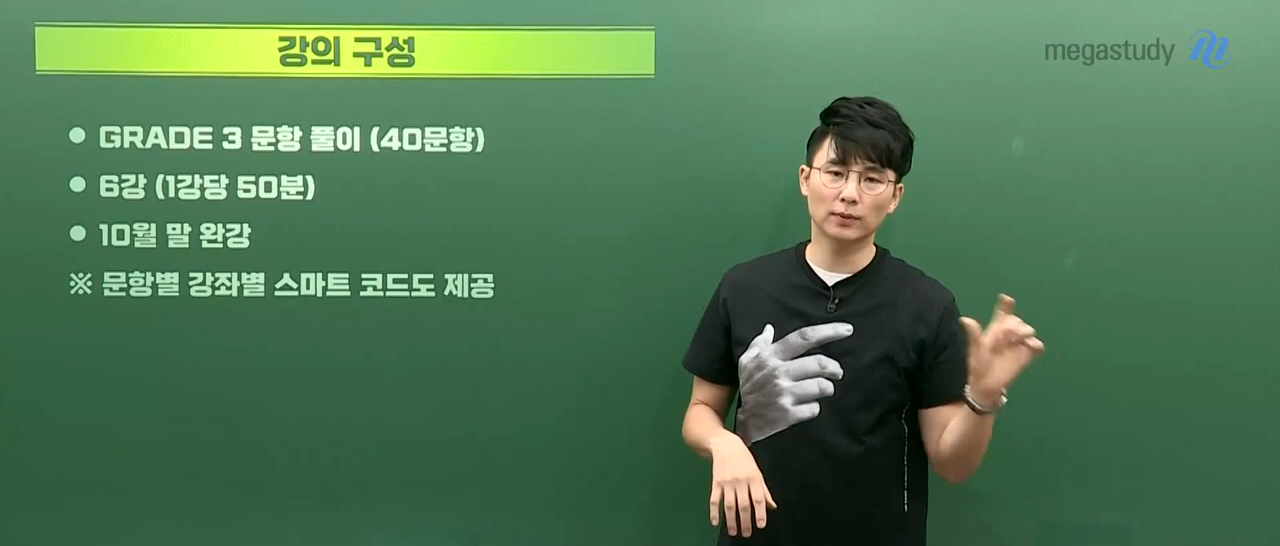 강의 구성
megastudy
● GRADE 3 문항 풀이 (40문항)
● 6강 (1강당 50분)
● 10월 말 완강
※ 문항별 강좌별 스마트 코드도 제공